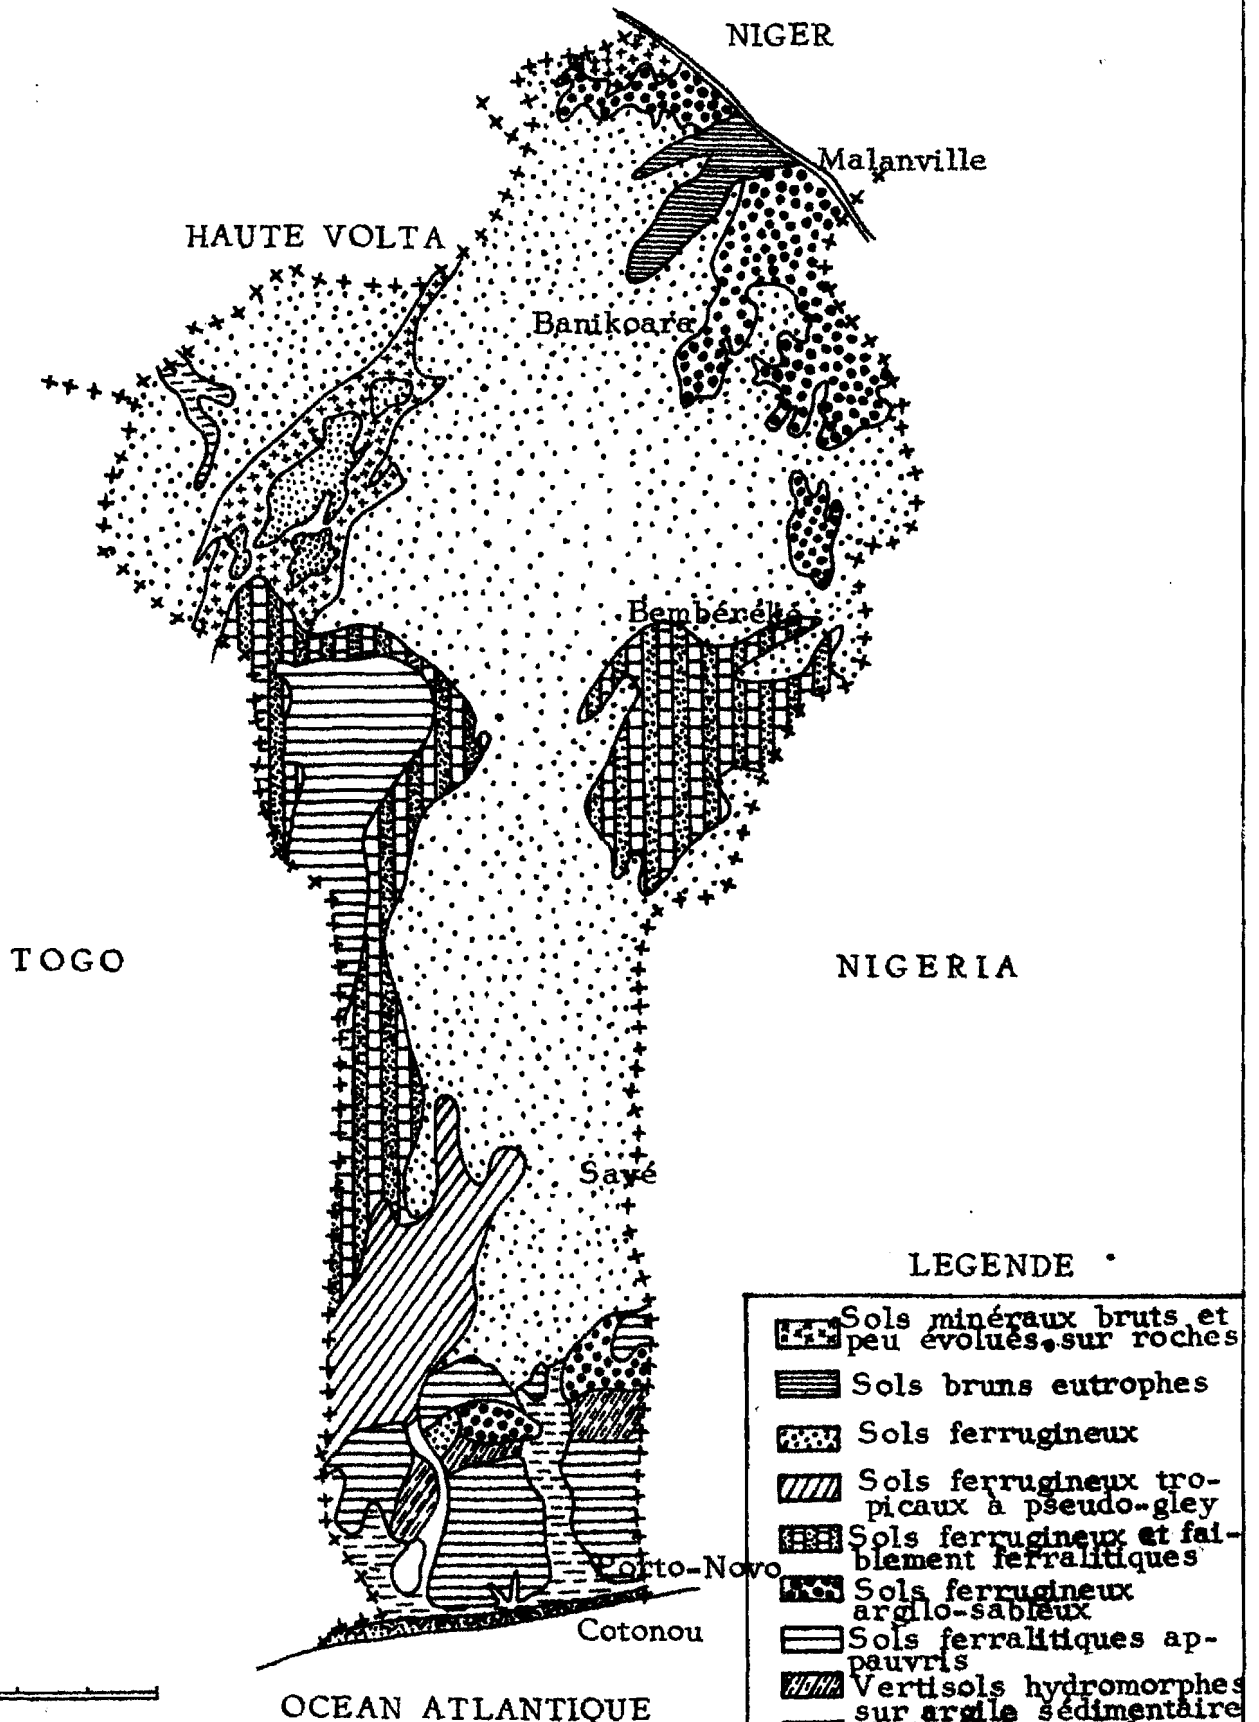 NIGER
Malanville
HAUTE VOLTA
Banikoara
Bembéréké
TOGO
NIGERIA
Savé
LEGENDE
Sols minéraux bruts et
peu évolués sur roches
Sols bruns eutrophes
Sols ferrugineux
Sols ferrugineux tro-
picaux à pseudo-gley
Sols ferrugineux et fai-
blement ferralitiques
Sols ferrugineux
argilo-sableux
Sols ferralitiques ap-
pauvris
Vertisols hydromorphes
sur argile sédimentaire
Porto-Novo
Cotonou
OCEAN ATLANTIQUE